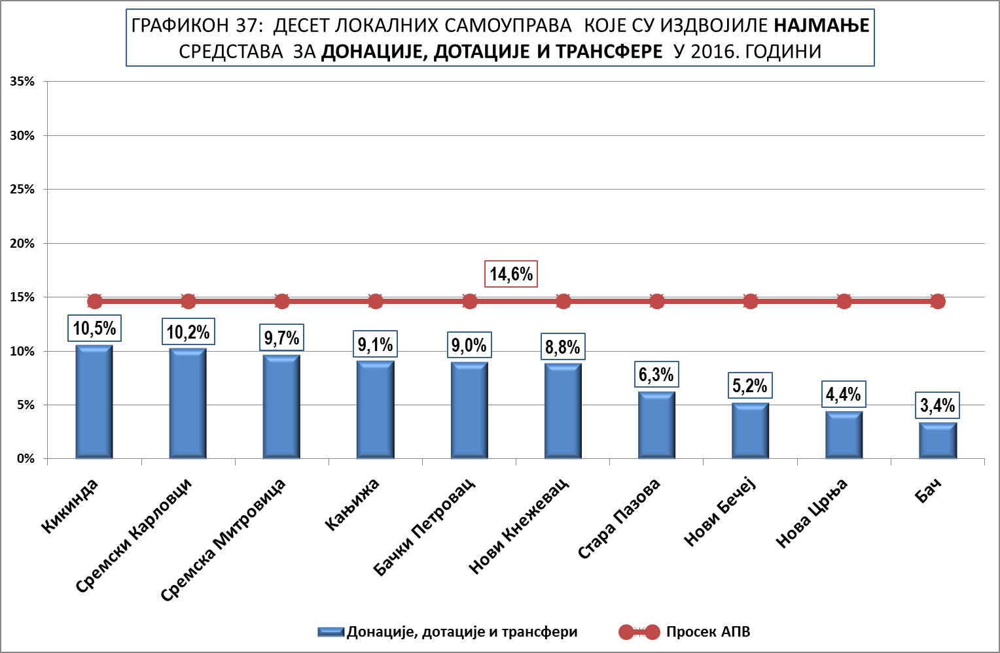 ГРАФИКОН 37: ДЕСЕТ ЛОКАЛНИХ САМОУПРАВА КОЈЕ СУ ИЗДВОЈИЛЕ НАЈМАЊЕ
СРЕДСТАВА ЗА ДОНАЦИЈЕ, ДОТАЦИЈЕ И ТРАНСФЕРЕ У 2016. ГОДИНИ
35%
30%
25%
20%
15%
10%
5%
0%
14,6%
10,5%
10,2%
9,7%
9,1%
9,0%
8,8%
6,3%
5,2%
4,4%
3,4%
Кикинда
Сремски Карловци
Сремска Митровица
Кањижа
Бачки Петровац
Нови Кнежевац
Стара Пазова
Нови Бечеј
Нова Црња
Бач
Донације, дотације и трансфери
Просек АПВ